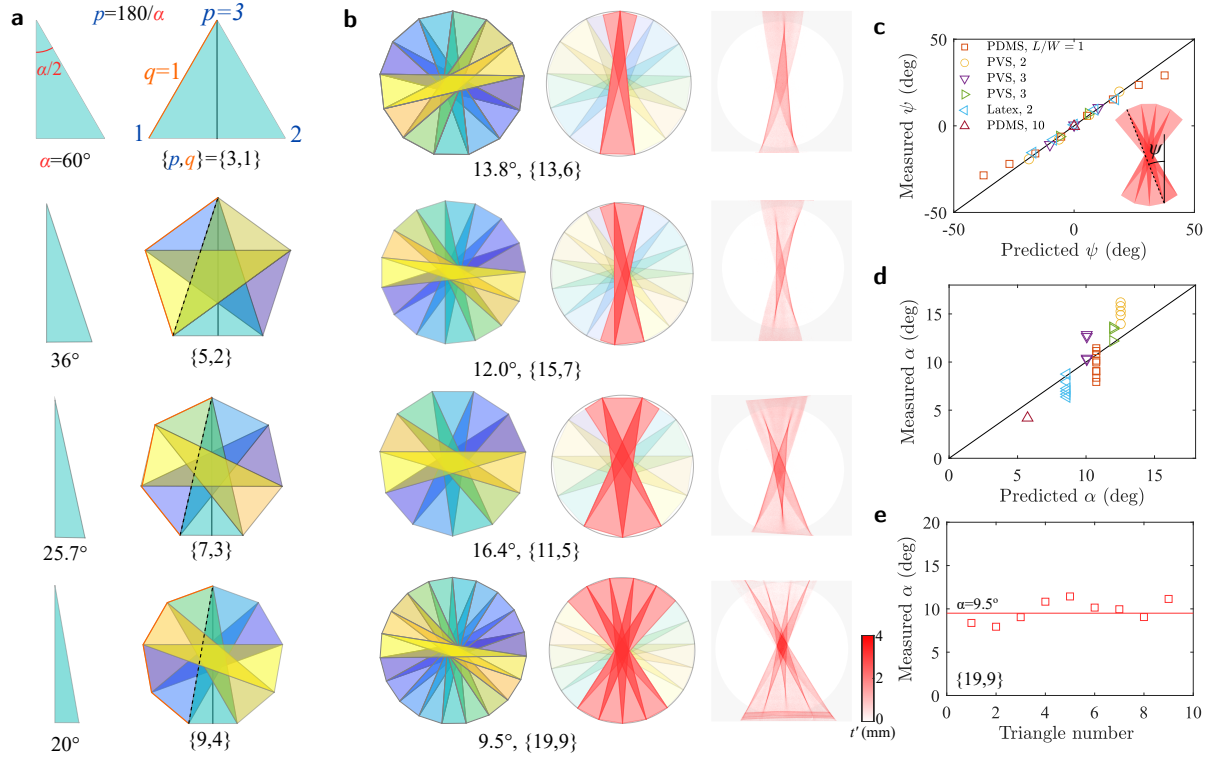 a
p=180/α
α/2
α=60°
p=3
q=1
1
2
{p,q}={3,1}
36°
{5,2}
25.7°
{7,3}
20°
{9,4}
b
13.8°, {13,6}
12.0°, {15,7}
16.4°, {11,5}
9.5°, {19,9}
4
2
0
t′(mm)
c
Measured ψ (deg)
50
0
-50
PDMS, L/W = 1
PVS, 2
PVS, 3
PVS, 3
Latex, 2
PDMS, 10
ψ
-50 0 50
Predicted ψ (deg)
d
Measured α (deg)
15
10
5
0
0 5 10 15
Predicted α (deg)
e
Measured α (deg)
20
15
10
5
0
α=9.5°
{19,9}
0 2 4 6 8 10
Triangle number